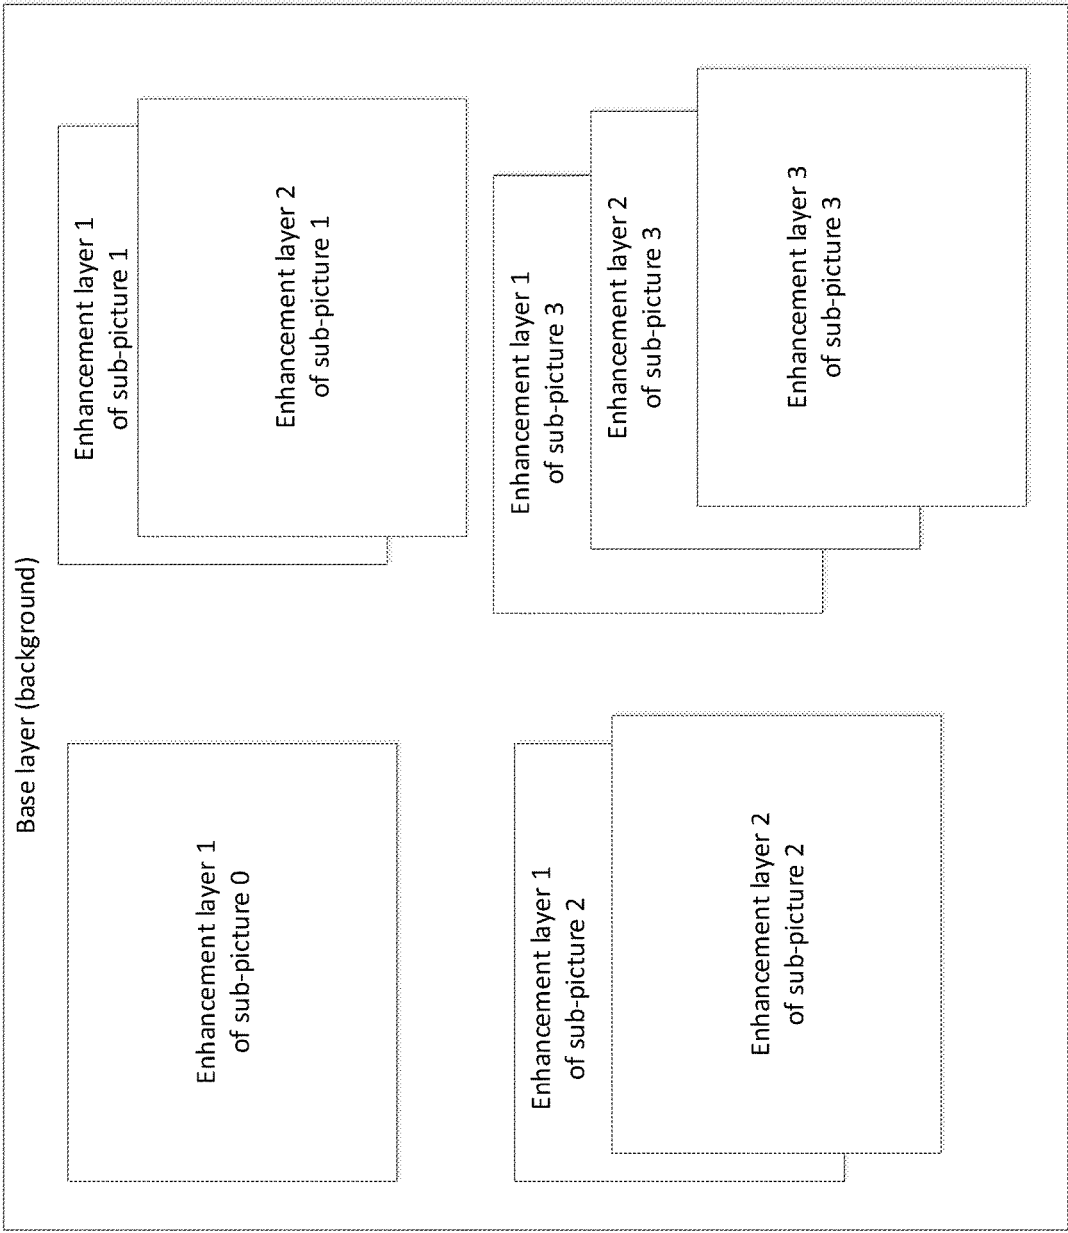 Base layer (background)
Enhancement layer 1
of sub-picture 0
Enhancement layer 1
of sub-picture 1
Enhancement layer 2
of sub-picture 1
Enhancement layer 1
of sub-picture 2
Enhancement layer 2
of sub-picture 2
Enhancement layer 1
of sub-picture 3
Enhancement layer 2
of sub-picture 3
Enhancement layer 3
of sub-picture 3